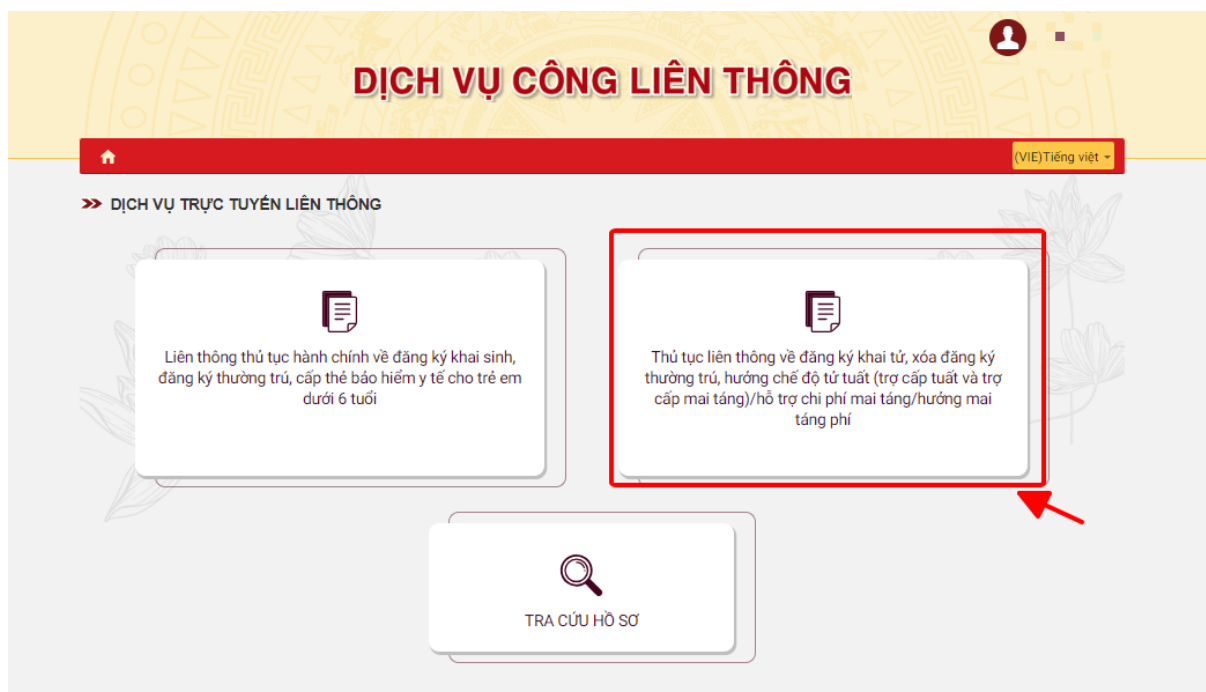 DỊCH VỤ CÔNG LIÊN THÔNG
(VIE)Tiếng việt
DỊCH VỤ TRỰC TUYẾN LIÊN THÔNG
Liên thông thủ tục hành chính về đăng ký khai sinh,
đăng ký thường trú, cấp thẻ bảo hiểm y tế cho trẻ em
dưới 6 tuổi
Thủ tục liên thông về đăng ký khai tử, xóa đăng ký
thường trú, hưởng chế độ tử tuất (trợ cấp tuất và trợ
cấp mai táng)/hỗ trợ chi phí mai táng/hưởng mai
táng phí
TRA CỨU HỒ SƠ